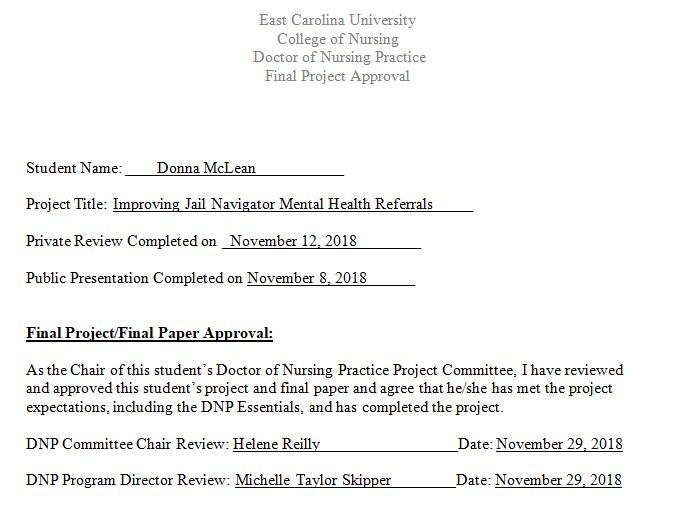 East Carolina University
College of Nursing
Doctor of Nursing Practice
Final Project Approval
Student Name: Donna McLean
Project Title: Improving Jail Navigator Mental Health Referrals
Private Review Completed on November 12, 2018
Public Presentation Completed on November 8, 2018
Final Project/Final Paper Approval:
As the Chair of this student's Doctor of Nursing Practice Project Committee, I have reviewed
and approved this student's project and final paper and agree that he/she has met the project
expectations, including the DNP Essentials, and has completed the project.
DNP Committee Chair Review: Helene Reilly Date: November 29, 2018
DNP Program Director Review: Michelle Taylor Skipper Date: November 29, 2018